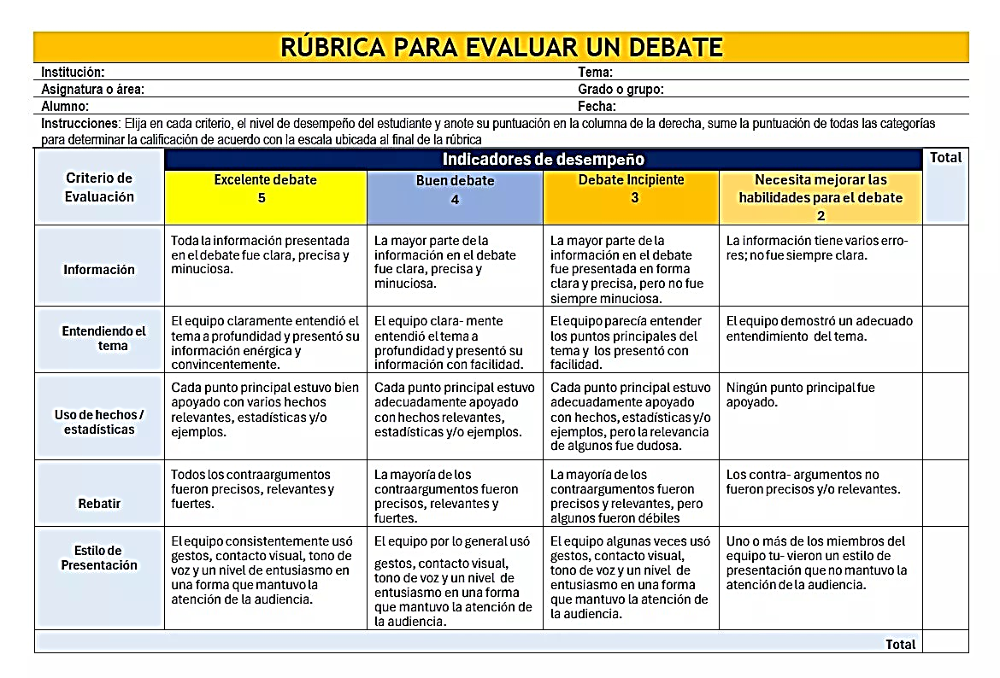 RÚBRICA PARA EVALUAR UN DEBATE
Institución: Tema:
Asignatura o área: Grado o grupo:
Alumno: Fecha:
Instrucciones: Elija en cada criterio, el nivel de desempeño del estudiante y anote su puntuación en la columna de la derecha, sume la puntuación de todas las categorías
para determinar la calificación de acuerdo con la escala ubicada al final de la rúbrica
Criterio de
Evaluación
Indicadores de desempeño
Total
Excelente debate
5
Buen debate
4
Debate Incipiente
3
Necesita mejorar las
habilidades para el debate
2
Información
Toda la información presentada
en el debate fue clara, precisa y
minuciosa.
La mayor parte de la
información en el debate
fue clara, precisa y
minuciosa.
La mayor parte de la
información en el debate
fue presentada en forma
clara y precisa, pero no fue
siempre minuciosa.
La información tiene varios erro-
res; no fue siempre clara.
Entendiendo el
tema
El equipo claramente entendió el
tema a profundidad y presentó su
información enérgica y
convincentemente.
El equipo clara- mente
entendió el tema a
profundidad y presentó su
información con facilidad.
El equipo parecía entender
los puntos principales del
tema y los presentó con
facilidad.
El equipo demostró un adecuado
entendimiento del tema.
Uso de hechos /
estadísticas
Cada punto principal estuvo bien
apoyado con varios hechos
relevantes, estadísticas y/o
ejemplos.
Cada punto principal estuvo
adecuadamente apoyado
con hechos relevantes,
estadísticas y/o ejemplos.
Cada punto principal estuvo
adecuadamente apoyado
con hechos, estadísticas y/o
ejemplos, pero la relevancia
de algunos fue dudosa.
Ningún punto principal fue
apoyado.
Rebatir
Todos los contraargumentos
fueron precisos, relevantes y
fuertes.
La mayoría de los
contraargumentos fueron
precisos, relevantes y
fuertes.
La mayoría de los
contraargumentos fueron
precisos y relevantes, pero
algunos fueron débiles
Los contra- argumentos no
fueron precisos y/o relevantes.
Estilo de
Presentación
El equipo consistentemente usó
gestos, contacto visual, tono de
voz y un nivel de entusiasmo en
una forma que mantuvo la
atención de la audiencia.
El equipo por lo general usó
gestos, contacto visual,
tono de voz y un nivel de
entusiasmo en una forma
que mantuvo la atención de
la audiencia.
El equipo algunas veces usó
gestos, contacto visual,
tono de voz y un nivel de
entusiasmo en una forma
que mantuvo la atención de
la audiencia.
Uno o más de los miembros del
equipo tu- vieron un estilo de
presentación que no mantuvo la
atención de la audiencia.
Total